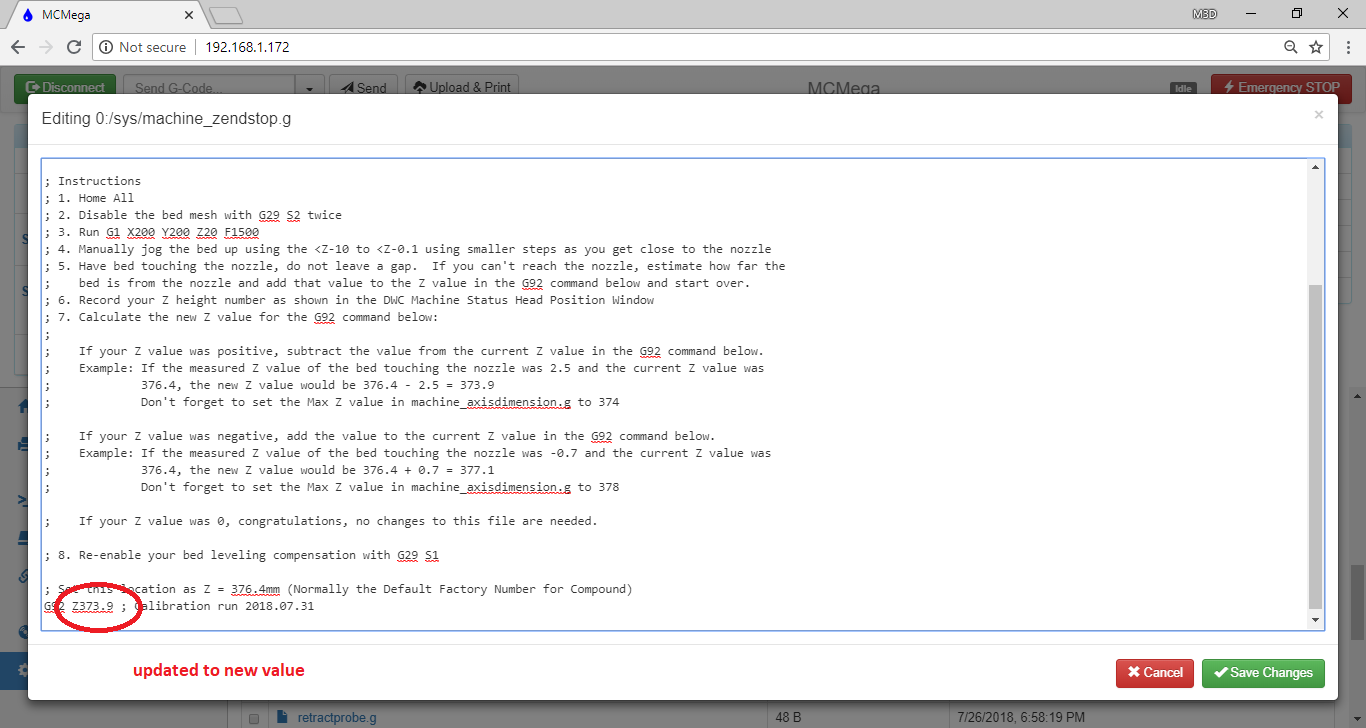 MCMega
M3D
Not secure
192.168.1.172
Disconnect
Send G-Code...
Send
Upload & Print
MCMega
Idle
Emergency STOP
Editing 0:/sys/machine_zendstop.g
×
; Instructions
; 1. Home All
; 2. Disable the bed mesh with G29 S2 twice
; 3. Run G1 X200 Y200 Z20 F1500
; 4. Manually jog the bed up using the <Z-10 to <Z-0.1 using smaller steps as you get close to the nozzle
; 5. Have bed touching the nozzle, do not leave a gap.  If you can't reach the nozzle, estimate how far the
;    bed is from the nozzle and add that value to the Z value in the G92 command below and start over.
; 6. Record your Z height number as shown in the DWC Machine Status Head Position Window
; 7. Calculate the new Z value for the G92 command below:
;
;    If your Z value was positive, subtract the value from the current Z value in the G92 command below.
;    Example: If the measured Z value of the bed touching the nozzle was 2.5 and the current Z value was
;             376.4, the new Z value would be 376.4 - 2.5 = 373.9
;             Don't forget to set the Max Z value in machine_axisdimension.g to 374
;    If your Z value was negative, add the value to the current Z value in the G92 command below.
;    Example: If the measured Z value of the bed touching the nozzle was -0.7 and the current Z value was
;             376.4, the new Z value would be 376.4 + 0.7 = 377.1
;             Don't forget to set the Max Z value in machine_axisdimension.g to 378
;    If your Z value was 0, congratulations, no changes to this file are needed.
; 8. Re-enable your bed leveling compensation with G29 S1
; Set this location as Z = 376.4mm (Normally the Default Factory Number for Compound)
G92 Z373.9 ; Calibration run 2018.07.31
updated to new value
Cancel
Save Changes
retractprobe.g
48 B
7/26/2018, 6:58:19 PM